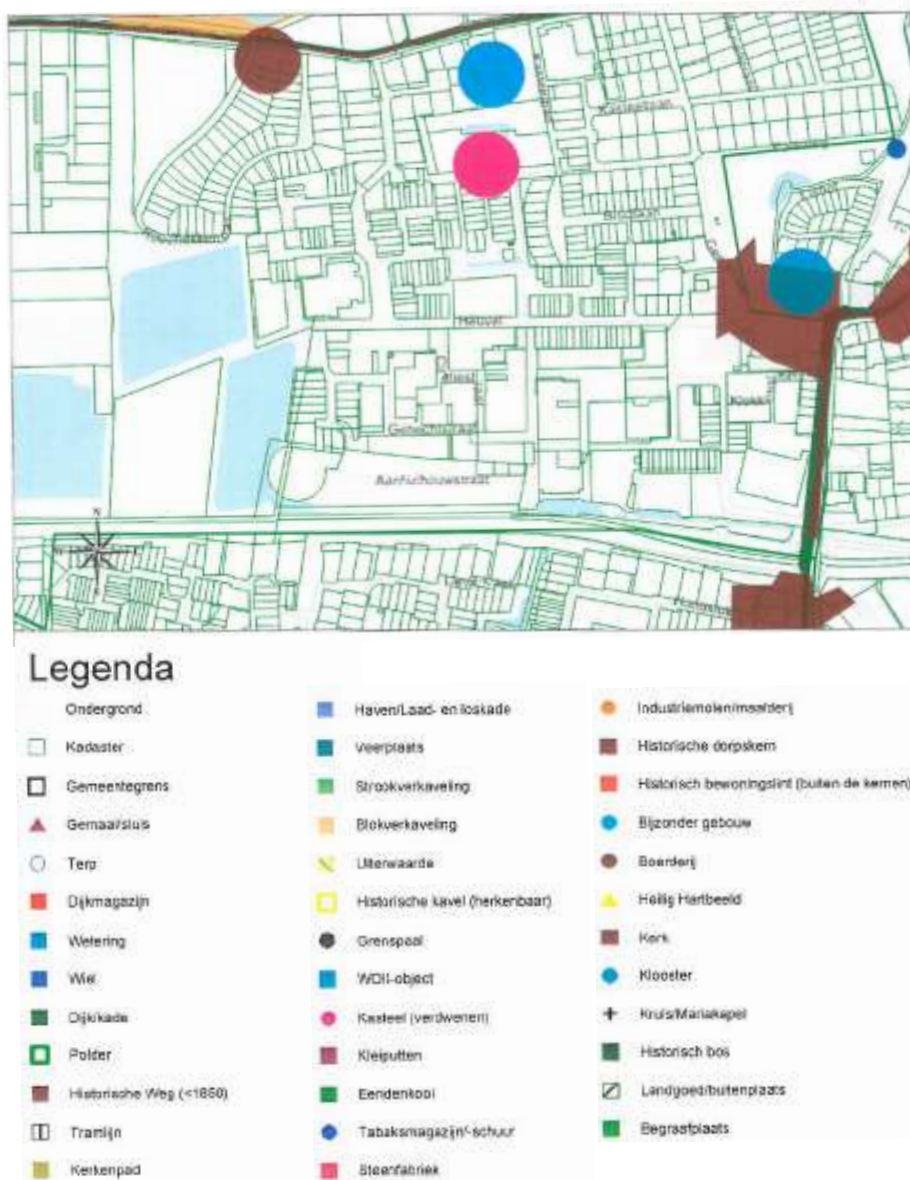 Kasteellaan
Heuvel
Aanschouwstraat
N
Legenda
Ondergrond
Kadaster
Gemeentegrens
Gemaal/sluis
Terp
Dijkmagazijn
Wetering
Wiel
Dijk/kade
Polder
Historische Weg (<1850)
Tramlijn
Kerkenpad
Haven/Laad- en loskade
Veerplaats
Strookverkaveling
Blokverkaveling
Uiterwaarde
Historische kavel (herkenbaar)
Grenspaal
WOII-object
Kasteel (verdwenen)
Kleiputten
Eendenkooi
Tabaksmagazijn/-schuur
Steenfabriek
Industriemolen/maalderij
Historische dorpskern
Historisch bewoningslint (buiten de kernen)
Bijzonder gebouw
Boerderij
Heilig Hartbeeld
Kerk
Klooster
Kruis/Mariakapel
Historisch bos
Landgoed/buitenplaats
Begraafplaats